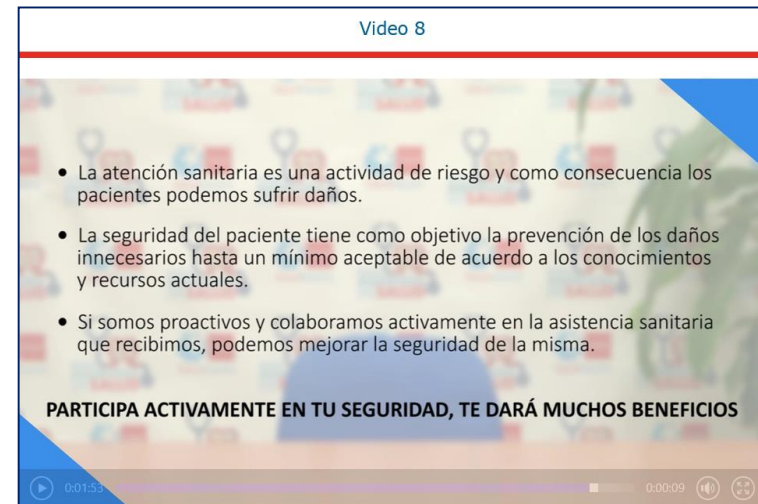 Video 8
• La atención sanitaria es una actividad de riesgo y como consecuencia los
pacientes podemos sufrir daños.
• La seguridad del paciente tiene como objetivo la prevención de los daños
innecesarios hasta un mínimo aceptable de acuerdo a los conocimientos
y recursos actuales.
• Si somos proactivos y colaboramos activamente en la asistencia sanitaria
que recibimos, podemos mejorar la seguridad de la misma.
PARTICIPA ACTIVAMENTE EN TU SEGURIDAD, TE DARÁ MUCHOS BENEFICIOS
0:01:53 0:00:09